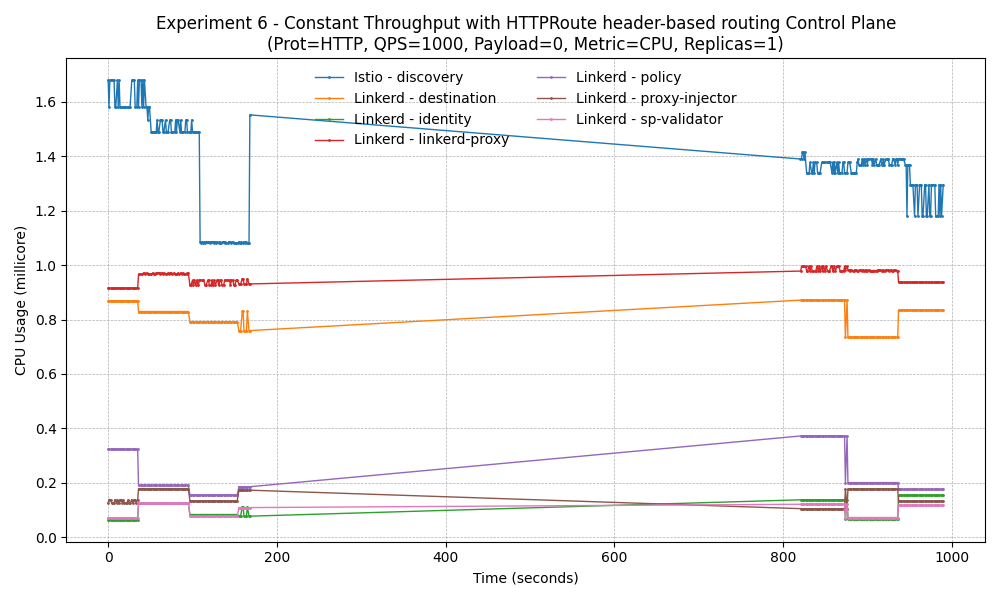 Experiment 6 - Constant Throughput with HTTPRoute header-based routing Control Plane
(Prot=HTTP, QPS=1000, Payload=0, Metric=CPU, Replicas=1)
Istio - discovery
Linkerd - destination
Linkerd - identity
Linkerd - linkerd-proxy
Linkerd - policy
Linkerd - proxy-injector
Linkerd - sp-validator
CPU Usage (millicore)
1.6
1.4
1.2
1.0
0.8
0.6
0.4
0.2
0.0
0
200
400
600
800
1000
Time (seconds)